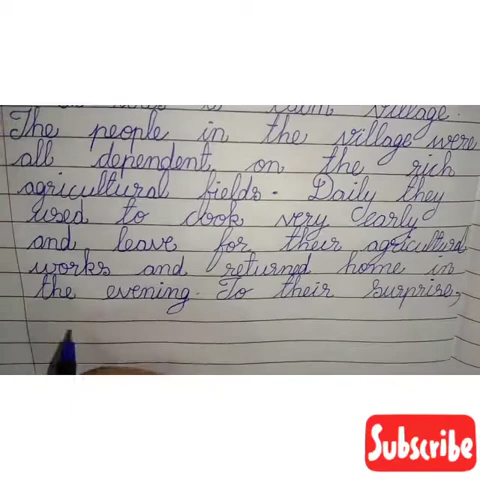 village.
The people in the village were
all dependent on the rich
agricultural fields. Daily they
used to cook very early
and leave for their agricultural
works and returned home in
the evening. To their surprise,
Subscribe